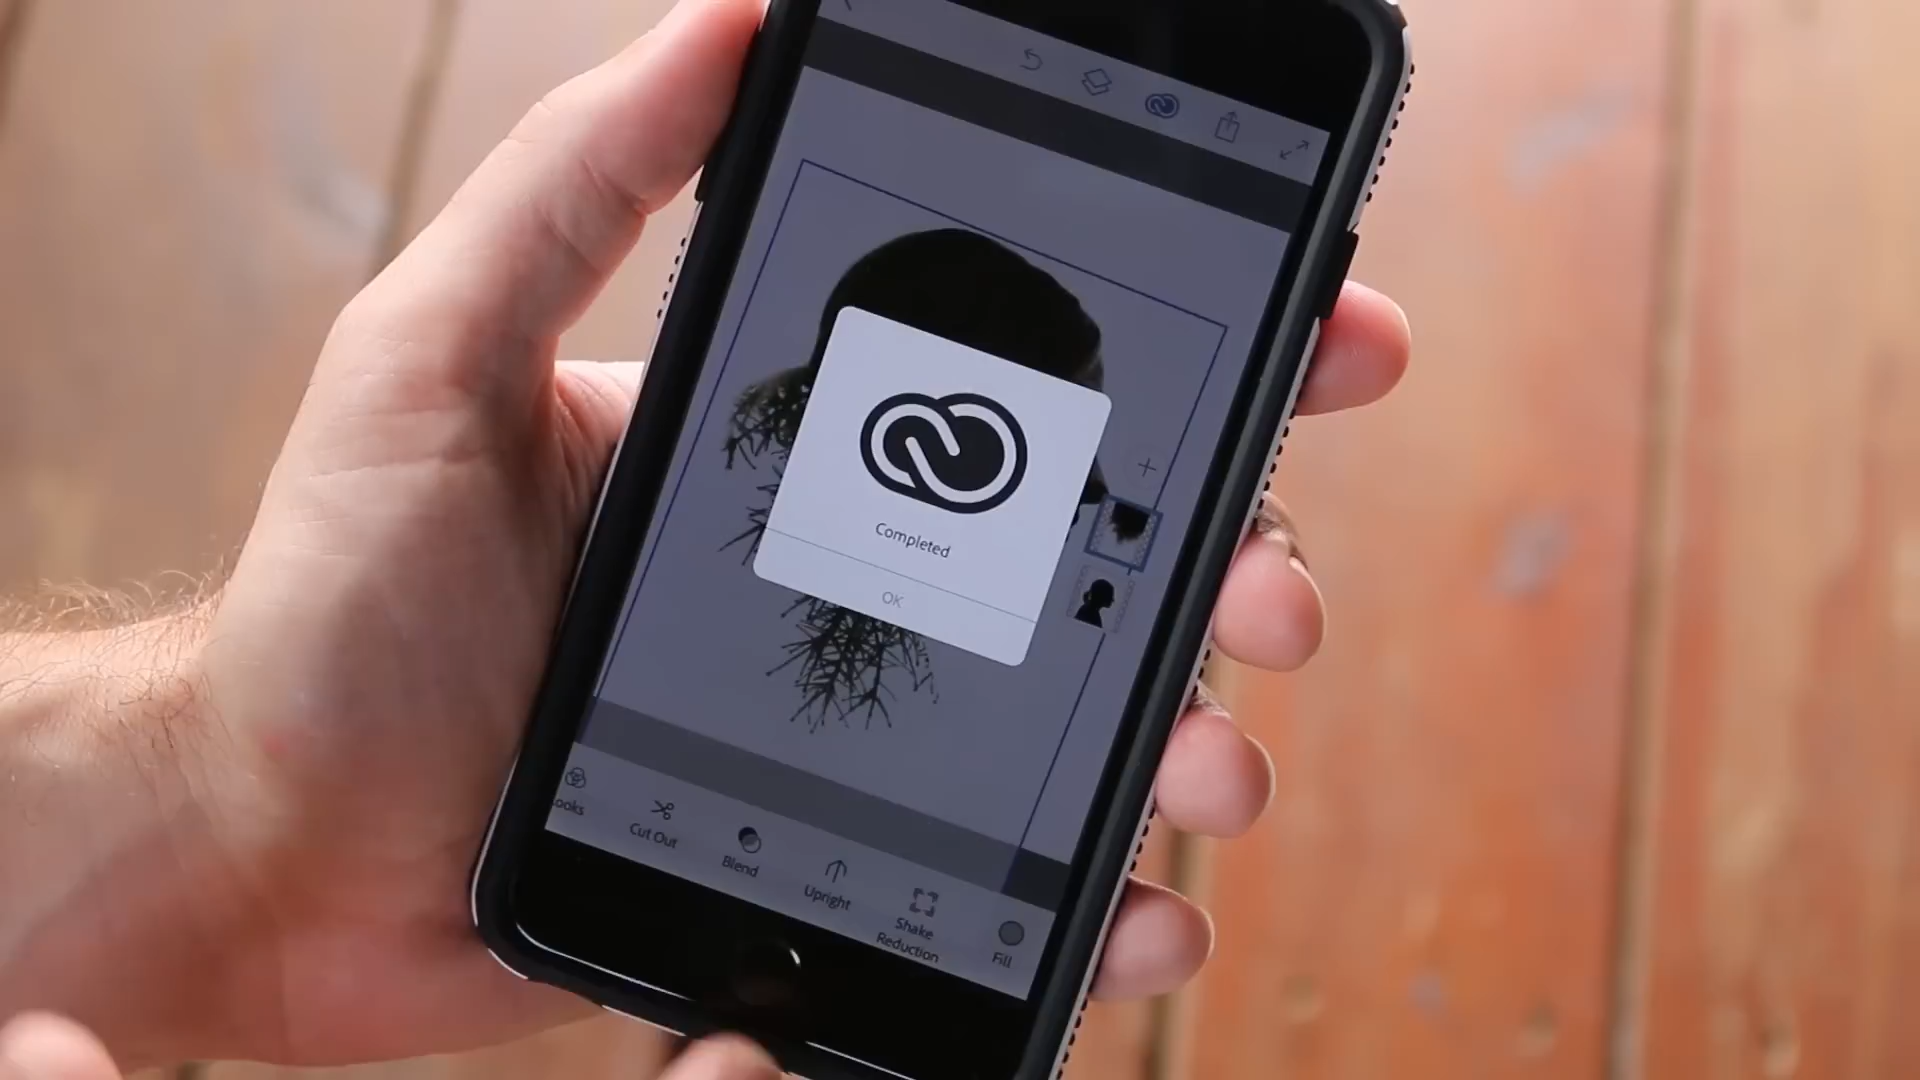 Completed
OK
ooks
Cut Out
Blend
Upright
Shake
Reduction
Fill